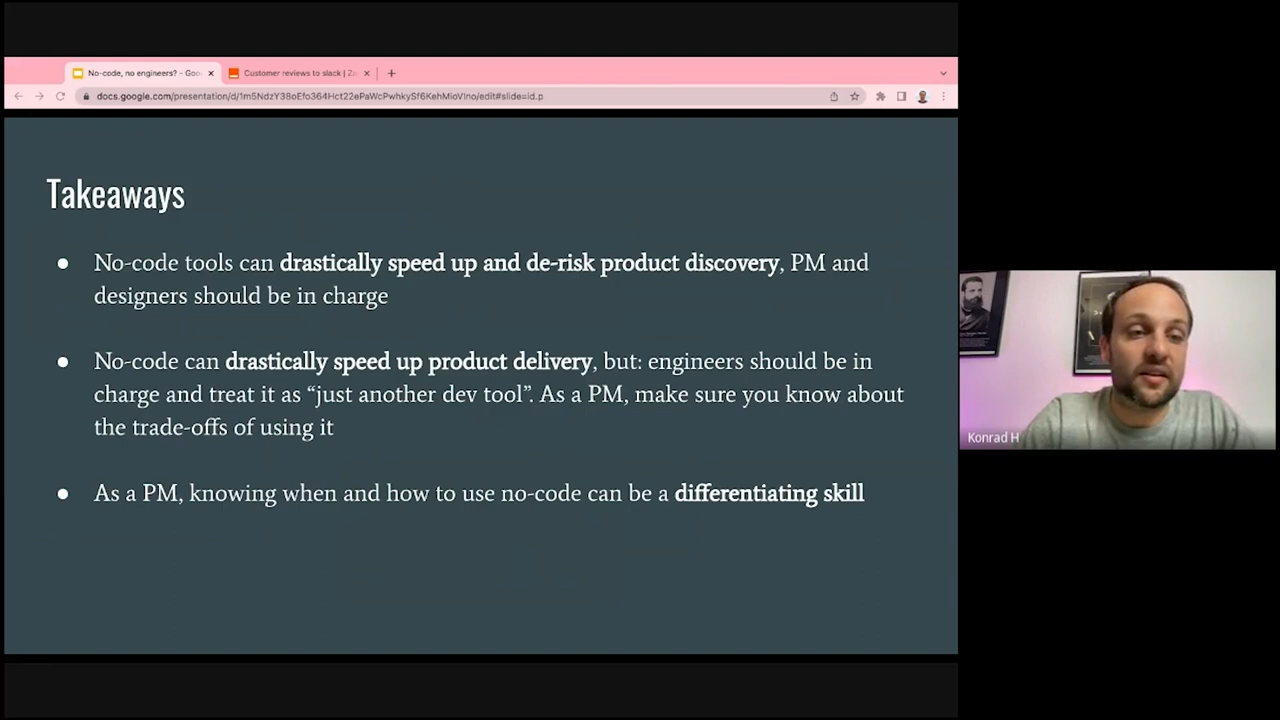 No-code, no engineers? - Goo
Customer reviews to slack | Za
docs.google.com/presentation/d/1m5NdzY38oEfo364Hct22ePaWcPwhkySf6KehMioVIno/edit#slide=id.p
Takeaways
● No-code tools can drastically speed up and de-risk product discovery, PM and
designers should be in charge
● No-code can drastically speed up product delivery, but: engineers should be in
charge and treat it as “just another dev tool”. As a PM, make sure you know about
the trade-offs of using it
● As a PM, knowing when and how to use no-code can be a differentiating skill
Konrad H